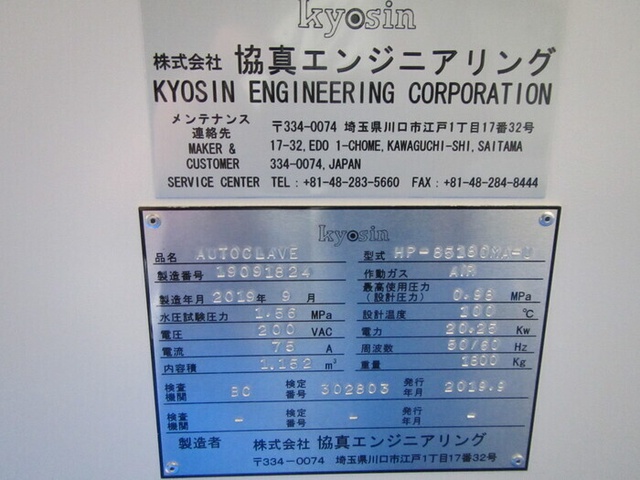 kyosin
株式会社 協真エンジニアリング
KYOSIN ENGINEERING CORPORATION
メンテナンス連絡先 〒334-0074 埼玉県川口市江戸1丁目17番32号
MAKER & CUSTOMER SERVICE CENTER 17-32, EDO 1-CHOME, KAWAGUCHI-SHI, SAITAMA
334-0074, JAPAN
TEL : +81-48-283-5660 FAX : +81-48-284-8444
kyosin
品名 AUTOCLAVE 型式
製造番号 19091824 作動ガス AIR
製造年月 2019年 9月 最高使用圧力(設計圧力) 0.98 MPa
水圧試験圧力 1.56 MPa 設計温度 100 ℃
電圧 200 VAC 電力 20.25 Kw
電流 75 A 周波数 50/60 Hz
内容積 1.152 m³ 重量 1800 Kg
検査機関 BC 検定番号 302803 発行年月 2019.9
検査機関 - 検定番号 - 発行年月 -
製造者 株式会社 協真エンジニアリング
〒334-0074 埼玉県川口市江戸1丁目17番32号